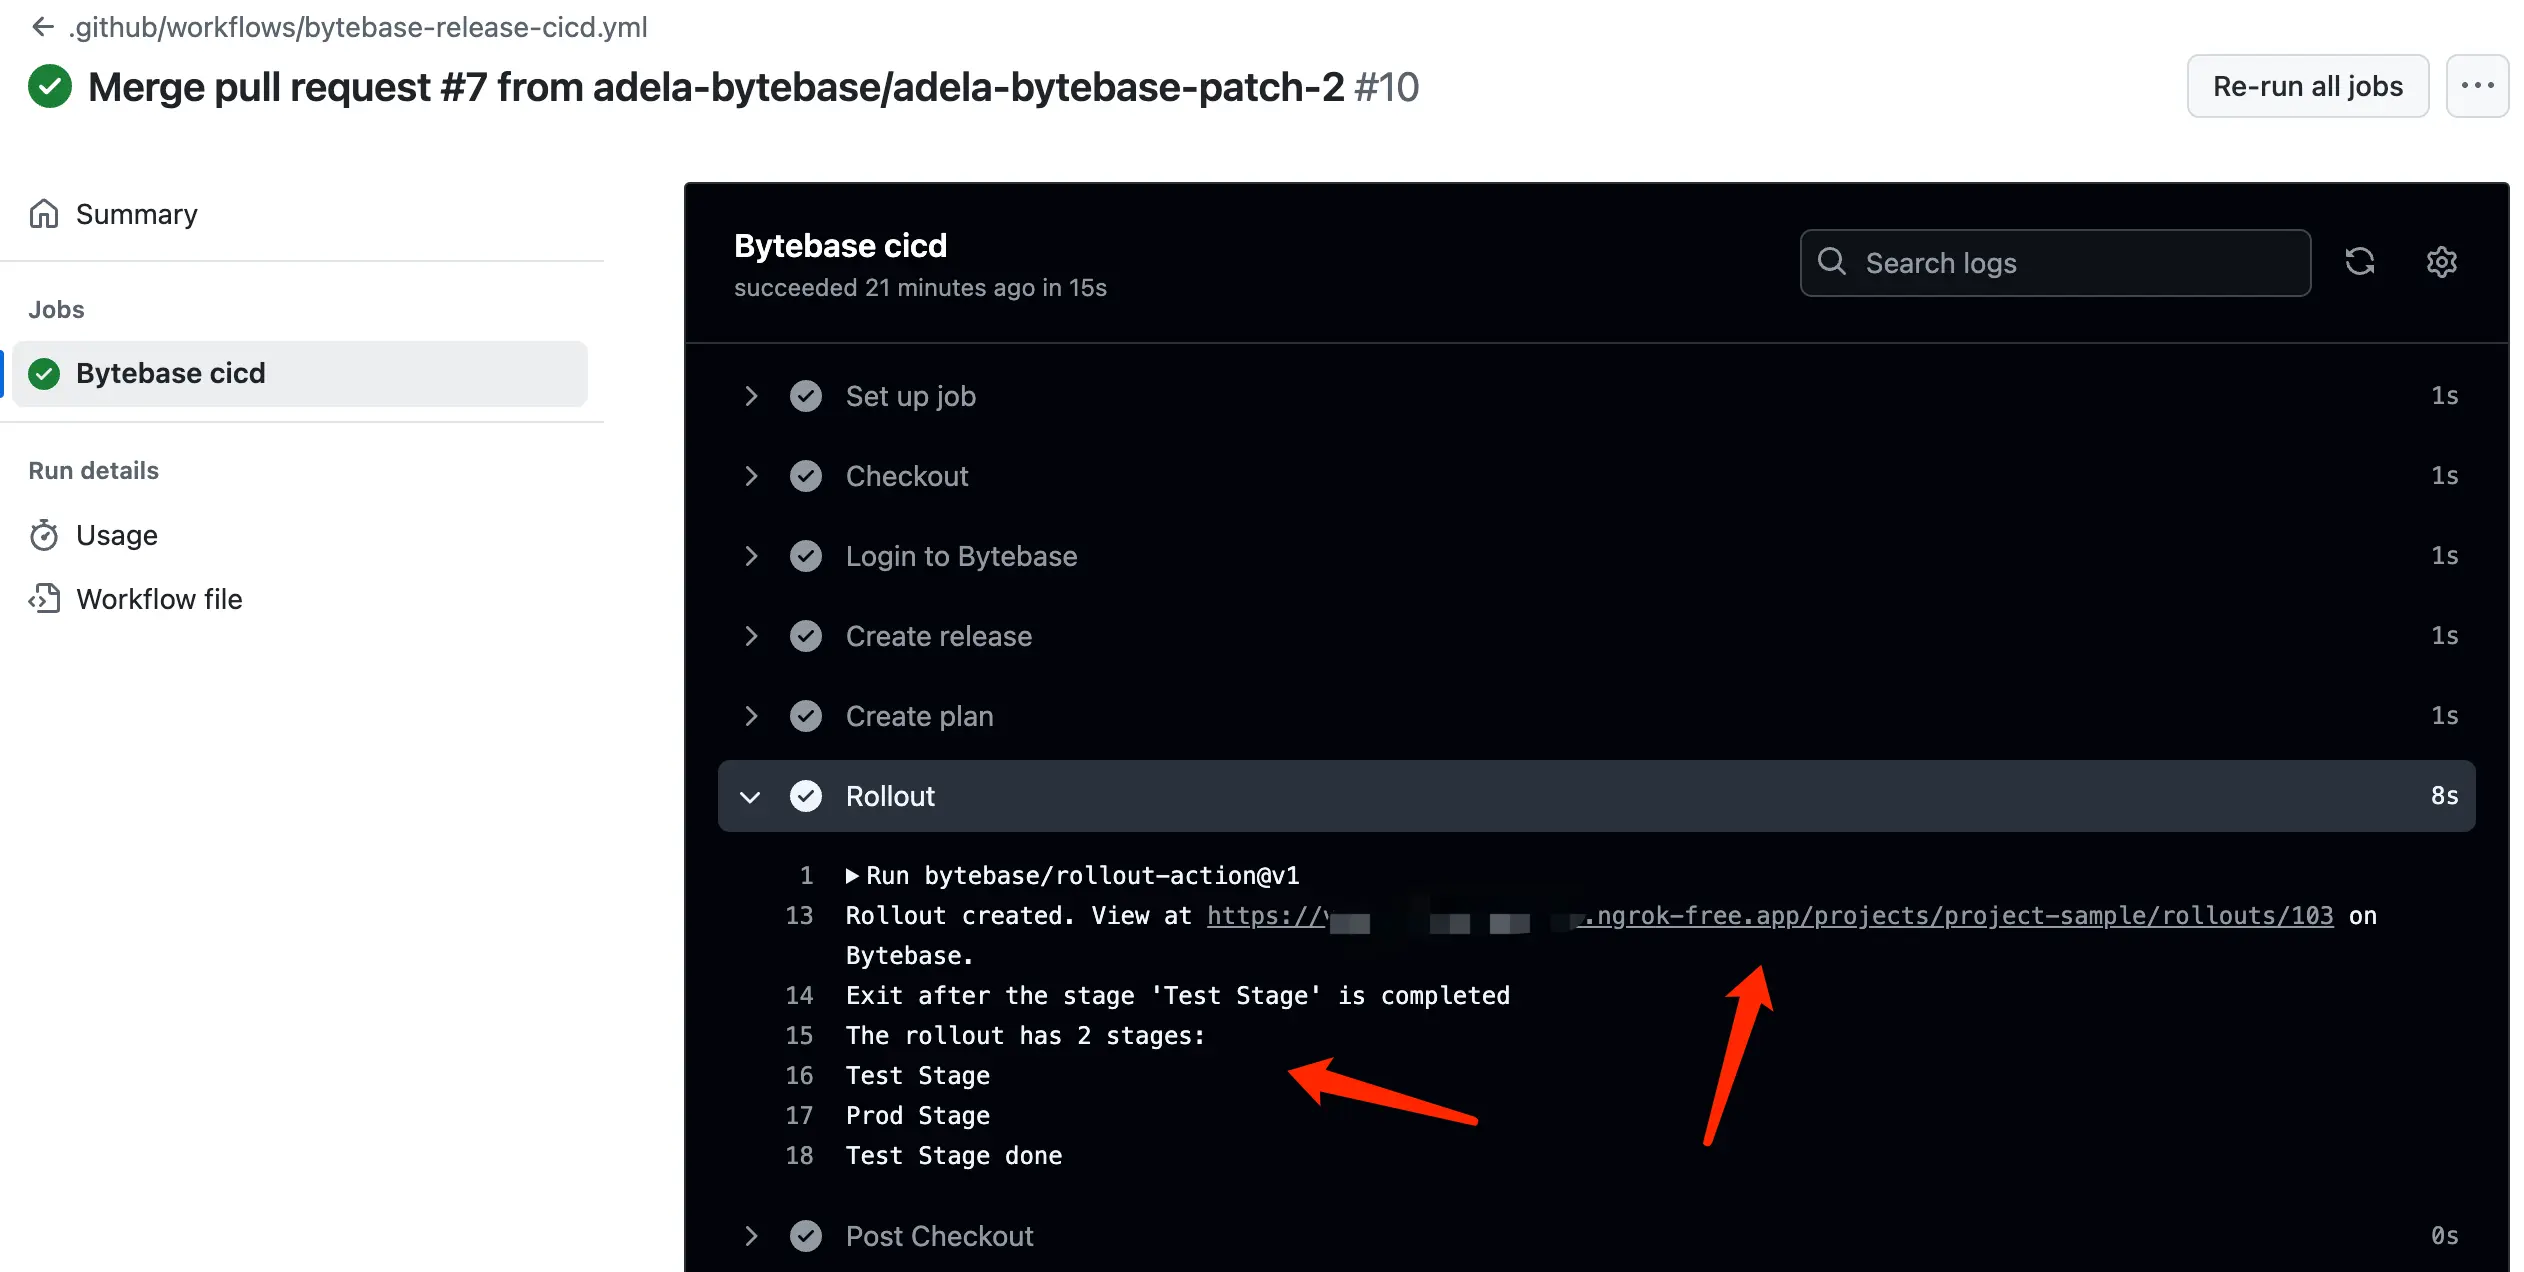 .github/workflows/bytebase-release-cicd.yml
Merge pull request #7 from adela-bytebase/adela-bytebase-patch-2 #10
Re-run all jobs
Summary
Jobs
Bytebase cicd
Run details
Usage
Workflow file
Bytebase cicd
succeeded 21 minutes ago in 15s
Search logs
Set up job 1s
Checkout 1s
Login to Bytebase 1s
Create release 1s
Create plan 1s
Rollout 8s
1 Run bytebase/rollout-action@v1
13 Rollout created. View at https:// .ngrok-free.app/projects/project-sample/rollouts/103 on
Bytebase.
14 Exit after the stage 'Test Stage' is completed
15 The rollout has 2 stages:
16 Test Stage
17 Prod Stage
18 Test Stage done
Post Checkout 0s